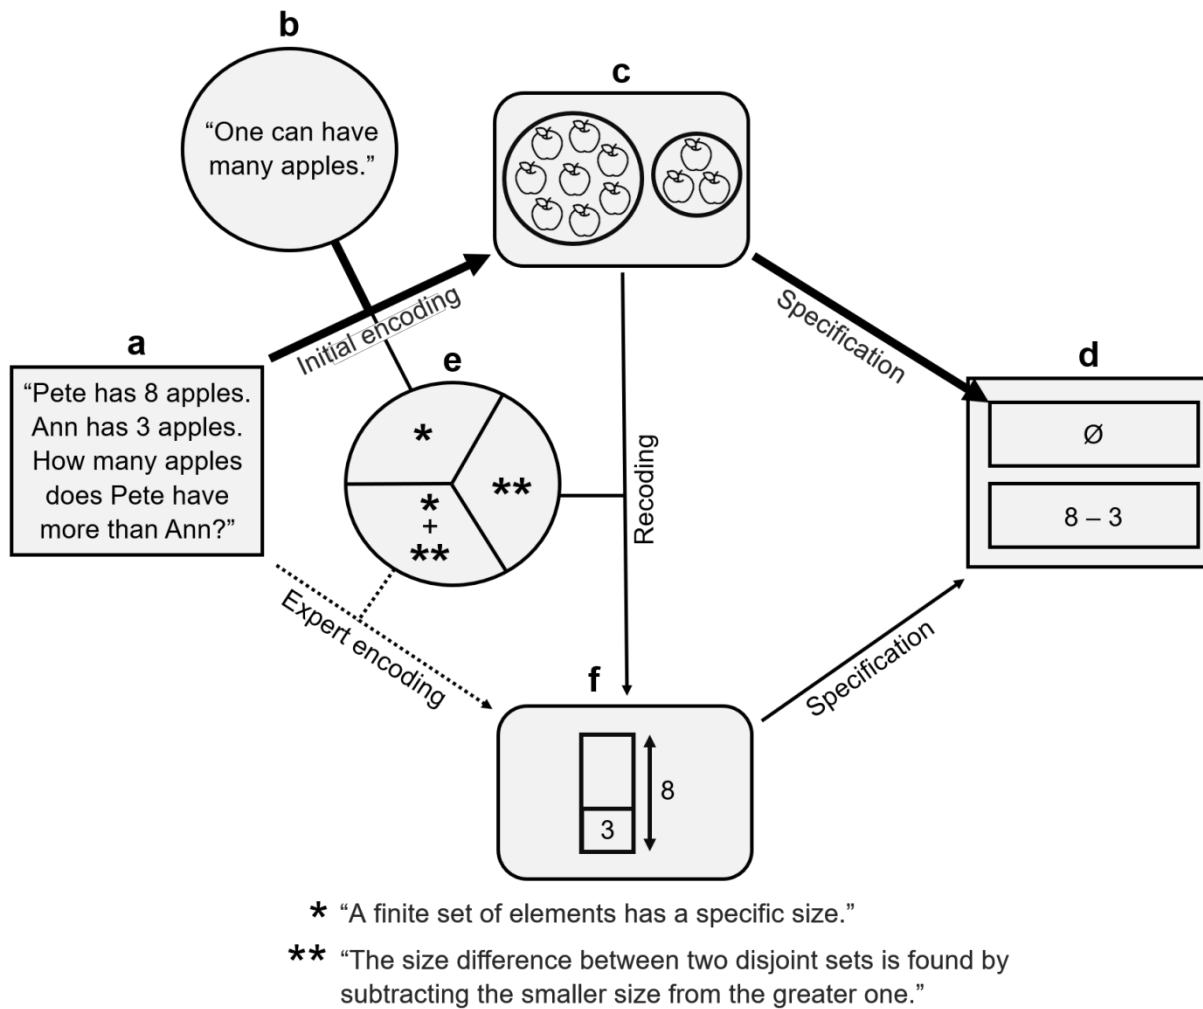 b
“One can have
many apples.”
c
Initial encoding
Specification
a
“Pete has 8 apples.
Ann has 3 apples.
How many apples
does Pete have
more than Ann?”
e
*
**
*
+
**
Recoding
d
Ø
8 – 3
Expert encoding
Specification
f
8
3
* “A finite set of elements has a specific size.”
** “The size difference between two disjoint sets is found by
subtracting the smaller size from the greater one.”